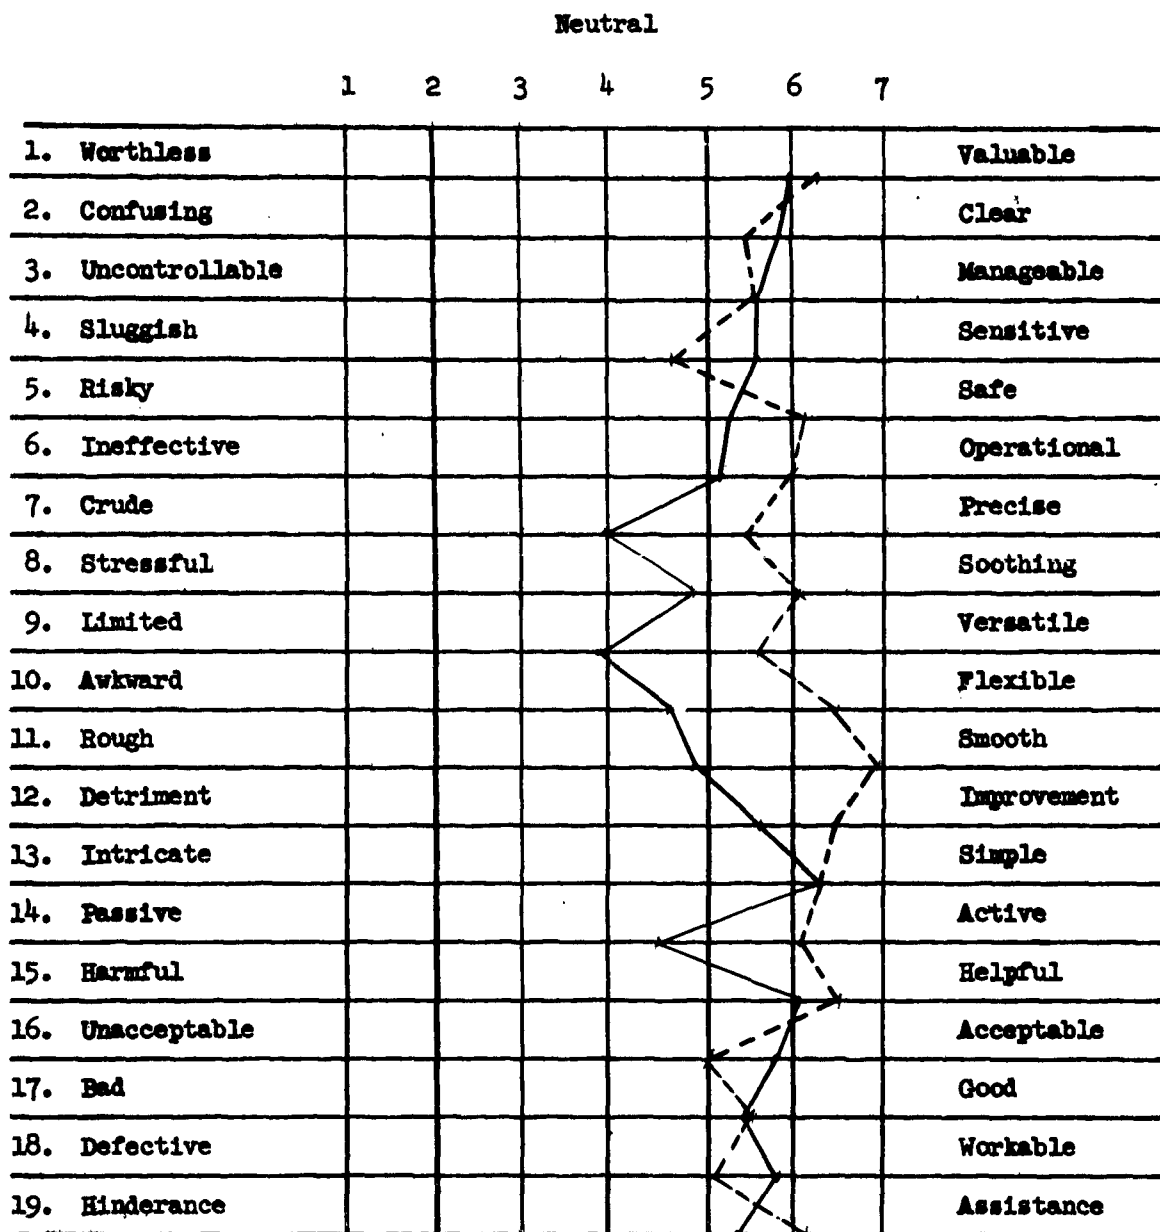 Neutral
1 2 3 4 5 6 7
1. Worthless Valuable
2. Confusing Clear
3. Uncontrollable Manageable
4. Sluggish Sensitive
5. Risky Safe
6. Ineffective Operational
7. Crude Precise
8. Stressful Soothing
9. Limited Versatile
10. Awkward Flexible
11. Rough Smooth
12. Detriment Improvement
13. Intricate Simple
14. Passive Active
15. Harmful Helpful
16. Unacceptable Acceptable
17. Bad Good
18. Defective Workable
19. Hinderance Assistance